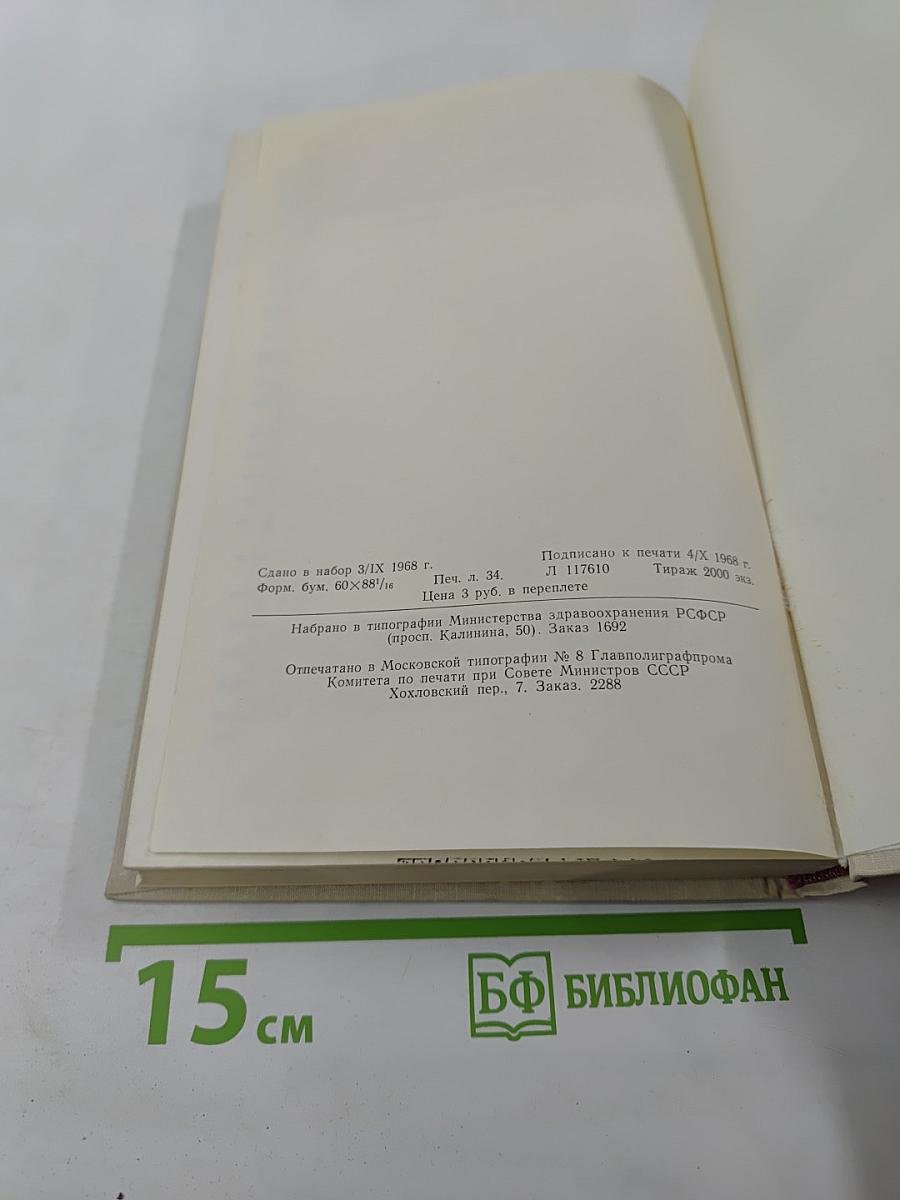 Сдано в набор 3/IX 1968 г. Подписано к печати 4/X 1968 г.
Форм. бум. 60×88¹/₁₆ Печ. л. 34. Л 117610 Тираж 2000 экз.
Цена 3 руб. в переплете
Набрано в типографии Министерства здравоохранения РСФСР
(просп. Калинина, 50). Заказ 1692
Отпечатано в Московской типографии № 8 Главполиграфпрома
Комитета по печати при Совете Министров СССР
Хохловский пер., 7. Заказ. 2288
15 см
БФ БИБЛИОФАН